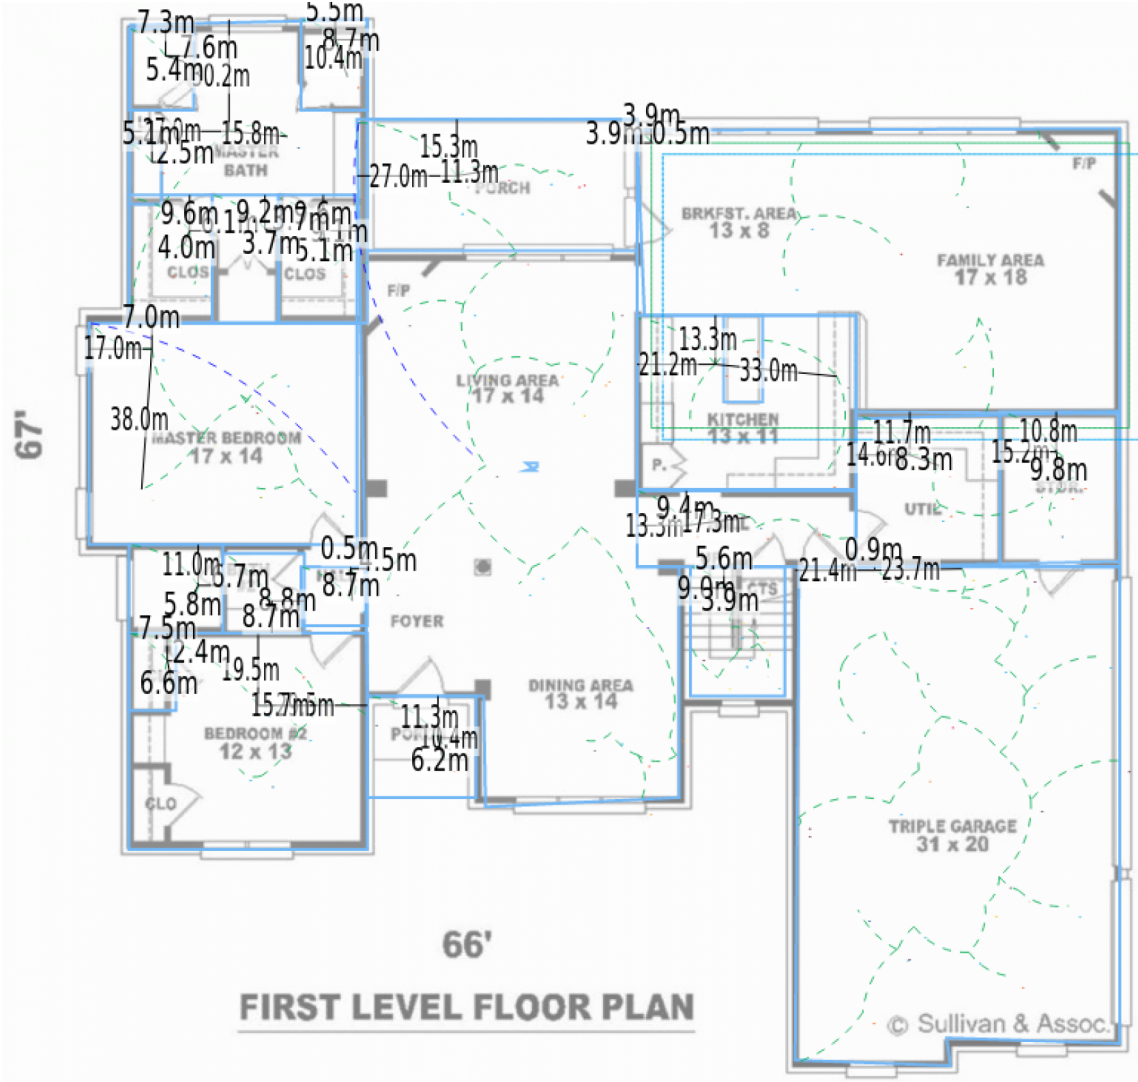 7.3m
5.5m
7.6m
8.7m
5.4m
10.4m
3.9m
3.9m
0.5m
15.8m
15.3m
2.5m
MASTER
BATH
11.3m
27.0m
PORCH
F/P
9.6m
9.2m
BRKFST. AREA
13 x 8
4.0m
3.7m
5.1m
CLOS
CLOS
FAMILY AREA
17 x 18
F/P
7.0m
17.0m
13.3m
21.2m
33.0m
LIVING AREA
17 x 14
38.0m
MASTER BEDROOM
17 x 14
KITCHEN
13 x 11
67'
11.7m
10.8m
8.3m
15.2m
9.8m
P.
STOR.
9.4m
UTIL
13.3m
17.3m
0.5m
0.9m
11.0m
5.6m
21.4m
23.7m
8.7m
5.8m
8.8m
9.0m
3.9m
8.7m
FOYER
7.5m
2.4m
19.5m
6.6m
DINING AREA
13 x 14
11.3m
10.4m
6.2m
BEDROOM #2
12 x 13
CLO
TRIPLE GARAGE
31 x 20
66'
FIRST LEVEL FLOOR PLAN
© Sullivan & Assoc.